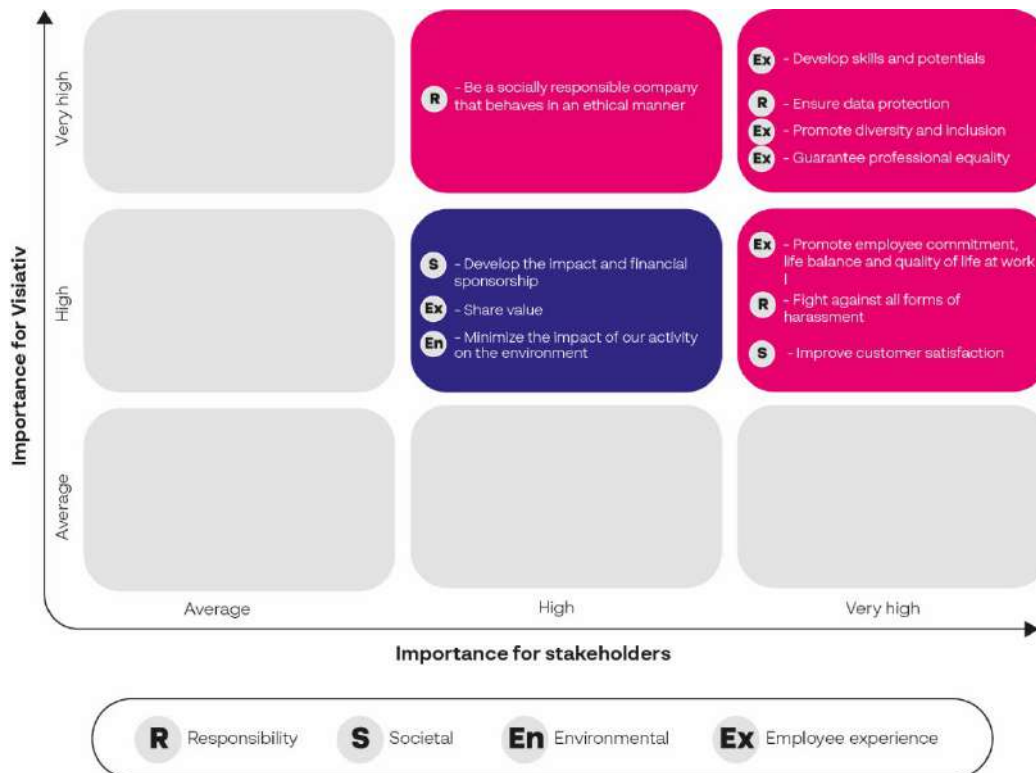 Importance for Visiativ
Very high
High
Average
R - Be a socially responsible company
that behaves in an ethical manner
Ex - Develop skills and potentials
R - Ensure data protection
Ex - Promote diversity and inclusion
Ex - Guarantee professional equality
S - Develop the impact and financial
sponsorship
Ex - Share value
En - Minimize the impact of our activity
on the environment
Ex - Promote employee commitment,
life balance and quality of life at work
l
R - Fight against all forms of
harassment
S - Improve customer satisfaction
Average
High
Very high
Importance for stakeholders
R Responsibility
S Societal
En Environmental
Ex Employee experience